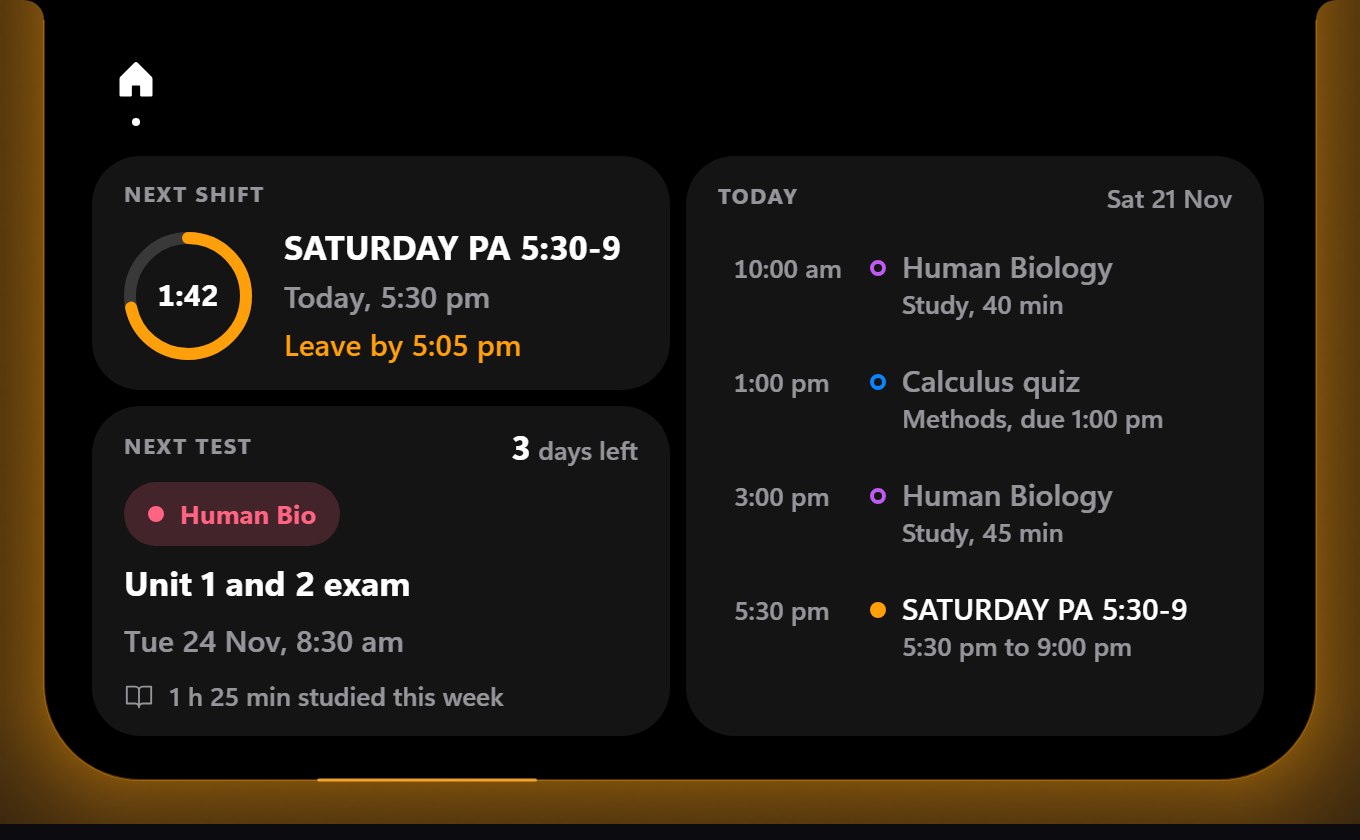 NEXT SHIFT
1:42
SATURDAY PA 5:30-9
Today, 5:30 pm
Leave by 5:05 pm
NEXT TEST
3 days left
Human Bio
Unit 1 and 2 exam
Tue 24 Nov, 8:30 am
1 h 25 min studied this week
TODAY
Sat 21 Nov
10:00 am
Human Biology
Study, 40 min
1:00 pm
Calculus quiz
Methods, due 1:00 pm
3:00 pm
Human Biology
Study, 45 min
5:30 pm
SATURDAY PA 5:30-9
5:30 pm to 9:00 pm